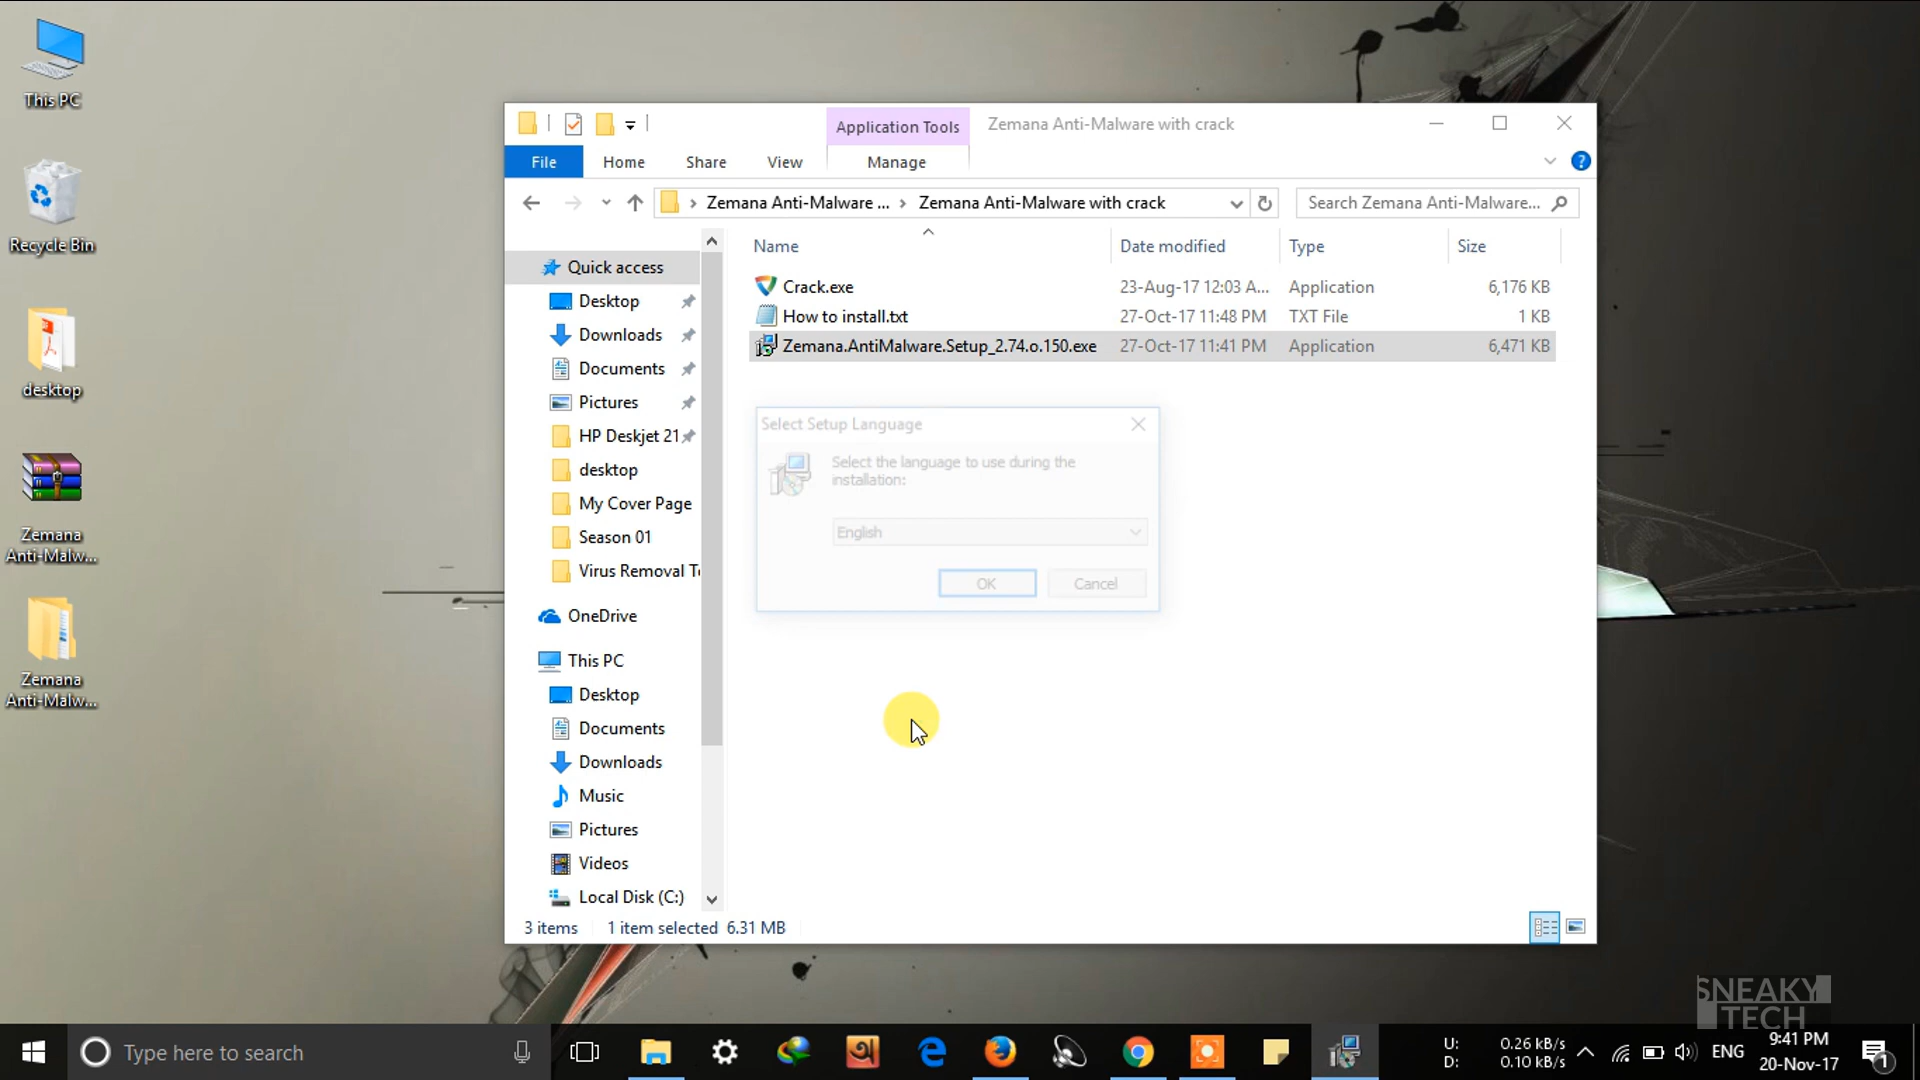 This PC
Recycle Bin
desktop
Zemana
Anti-Malw...
Zemana
Anti-Malw...
Application Tools
Zemana Anti-Malware with crack
File
Home
Share
View
Manage
Zemana Anti-Malware ...
Zemana Anti-Malware with crack
Search Zemana Anti-Malware...
Name
Date modified
Type
Size
Crack.exe
23-Aug-17 12:03 A...
Application
6,176 KB
How to install.txt
27-Oct-17 11:48 PM
TXT File
1 KB
Zemana.AntiMalware.Setup_2.74.o.150.exe
27-Oct-17 11:41 PM
Application
6,471 KB
Quick access
Desktop
Downloads
Documents
Pictures
HP Deskjet 21
desktop
My Cover Page
Season 01
Virus Removal T
OneDrive
This PC
Desktop
Documents
Downloads
Music
Pictures
Videos
Local Disk (C:)
Select Setup Language
Select the language to use during the
installation:
English
OK
Cancel
3 items
1 item selected 6.31 MB
SNEAKY
TECH
Type here to search
U: 0.26 kB/s
D: 0.10 kB/s
ENG
9:41 PM
20-Nov-17
1